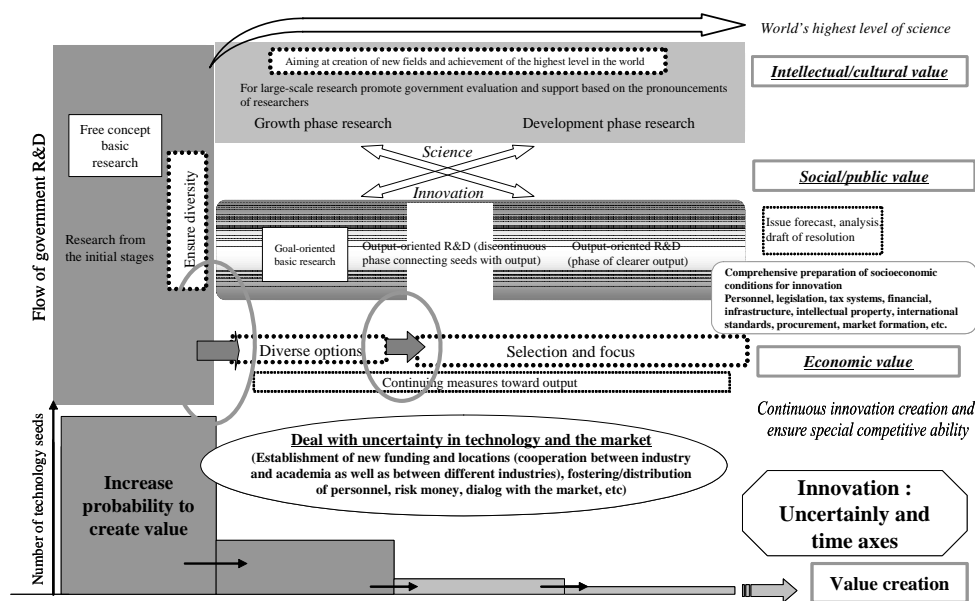 World's highest level of science
Aiming at creation of new fields and achievement of the highest level in the world
Intellectual/cultural value
For large-scale research promote government evaluation and support based on the pronouncements
of researchers
Growth phase research
Development phase research
Flow of government R&D
Free concept
basic
research
Ensure diversity
Science
Innovation
Social/public value
Research from
the initial stages
Goal-oriented
basic research
Output-oriented R&D (discontinuous
phase connecting seeds with output)
Output-oriented R&D
(phase of clearer output)
Issue forecast, analysis,
draft of resolution
Comprehensive preparation of socioeconomic
conditions for innovation
Personnel, legislation, tax systems, financial,
infrastructure, intellectual property, international
standards, procurement, market formation, etc.
Diverse options
Selection and focus
Economic value
Continuing measures toward output
Continuous innovation creation and
ensure special competitive ability
Number of technology seeds
Deal with uncertainty in technology and the market
(Establishment of new funding and locations (cooperation between industry
and academia as well as between different industries), fostering/distribution
of personnel, risk money, dialog with the market, etc)
Increase
probability to
create value
Innovation :
Uncertainly and
time axes
Value creation